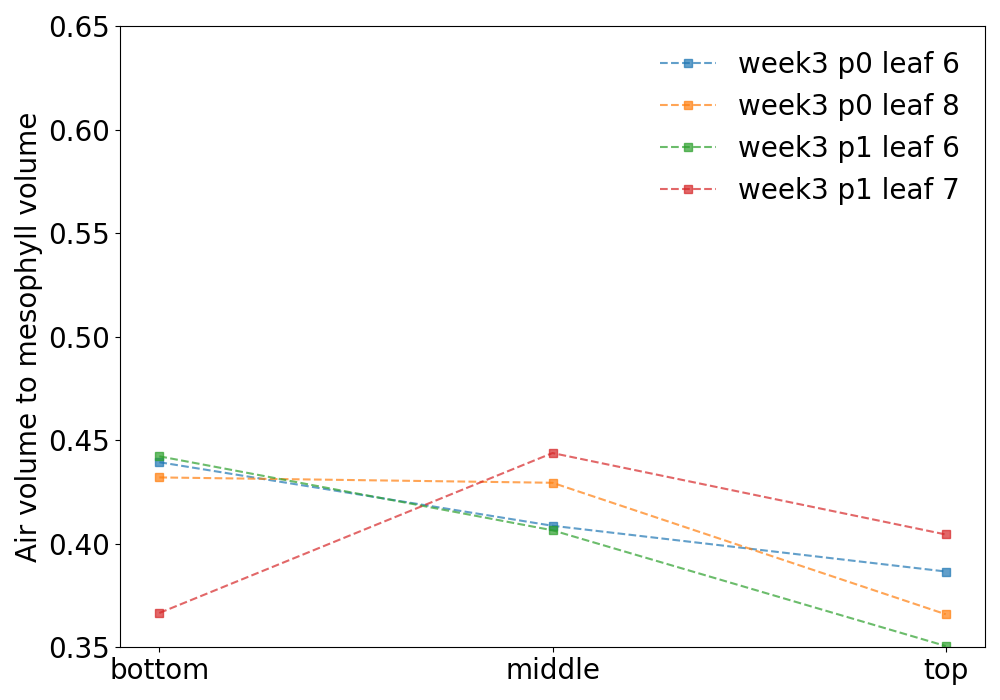 0.65
0.60
0.55
0.50
0.45
0.40
0.35
Air volume to mesophyll volume
week3 p0 leaf 6
week3 p0 leaf 8
week3 p1 leaf 6
week3 p1 leaf 7
bottom
middle
top